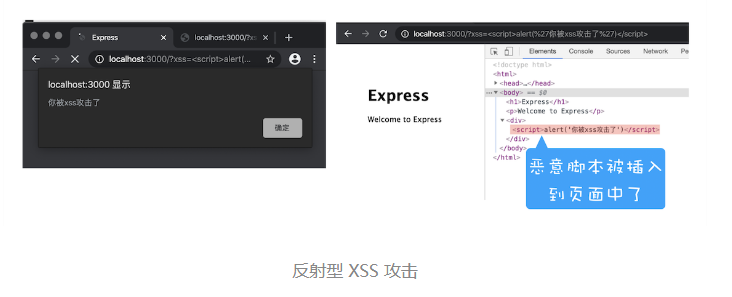 Express
localhost:3000/?xs
localhost:3000/?xss=<script>alert(...
localhost:3000 显示
你被xss攻击了
确定
localhost:3000/?xss=<script>alert(%27你被xss攻击了%27)</script>
Elements
Console
Sources
Network
Pe
Express
Welcome to Express
<!doctype html>
<html>
<head>…</head>
<body> == $0
<h1>Express</h1>
<p>Welcome to Express</p>
<div>
<script>alert('你被xss攻击了')</script>
</div>
</body>
</html>
恶意脚本被插入
到页面中了
反射型 XSS 攻击